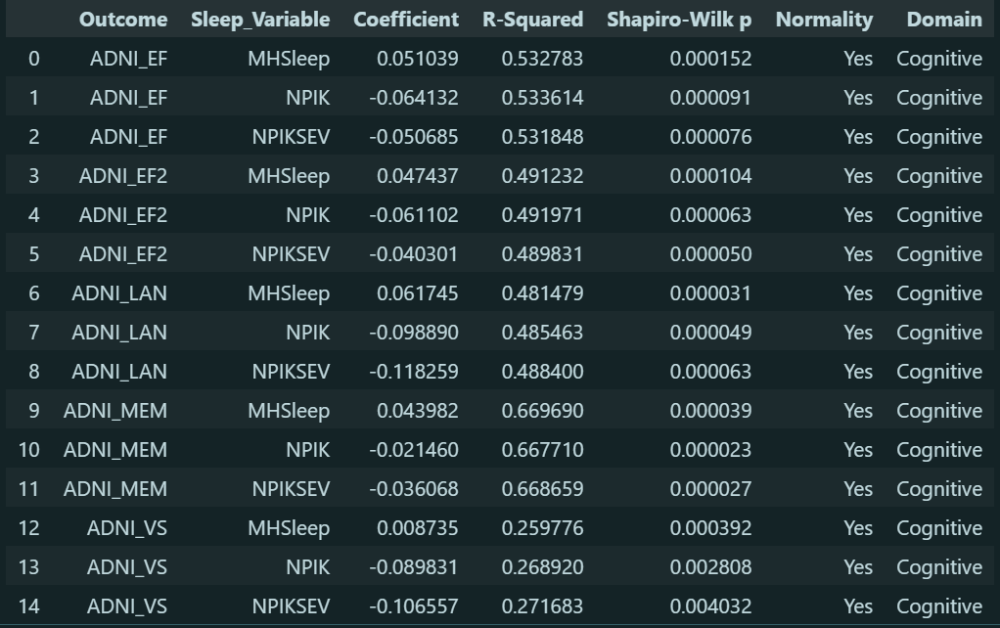 Outcome Sleep_Variable Coefficient R-Squared Shapiro-Wilk p Normality Domain
0 ADNI_EF MHSleep 0.051039 0.532783 0.000152 Yes Cognitive
1 ADNI_EF NPIK -0.064132 0.533614 0.000091 Yes Cognitive
2 ADNI_EF NPIKSEV -0.050685 0.531848 0.000076 Yes Cognitive
3 ADNI_EF2 MHSleep 0.047437 0.491232 0.000104 Yes Cognitive
4 ADNI_EF2 NPIK -0.061102 0.491971 0.000063 Yes Cognitive
5 ADNI_EF2 NPIKSEV -0.040301 0.489831 0.000050 Yes Cognitive
6 ADNI_LAN MHSleep 0.061745 0.481479 0.000031 Yes Cognitive
7 ADNI_LAN NPIK -0.098890 0.485463 0.000049 Yes Cognitive
8 ADNI_LAN NPIKSEV -0.118259 0.488400 0.000063 Yes Cognitive
9 ADNI_MEM MHSleep 0.043982 0.669690 0.000039 Yes Cognitive
10 ADNI_MEM NPIK -0.021460 0.667710 0.000023 Yes Cognitive
11 ADNI_MEM NPIKSEV -0.036068 0.668659 0.000027 Yes Cognitive
12 ADNI_VS MHSleep 0.008735 0.259776 0.000392 Yes Cognitive
13 ADNI_VS NPIK -0.089831 0.268920 0.002808 Yes Cognitive
14 ADNI_VS NPIKSEV -0.106557 0.271683 0.004032 Yes Cognitive